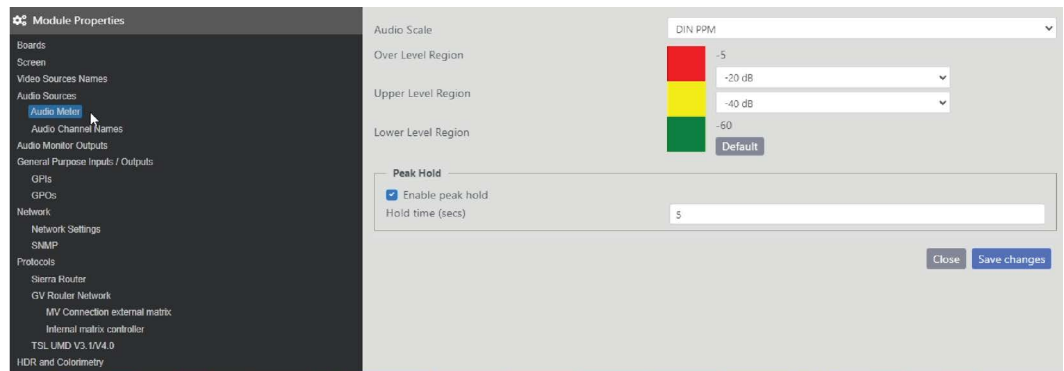 Module Properties
Boards
Screen
Video Sources Names
Audio Sources
Audio Meter
Audio Channel Names
Audio Monitor Outputs
General Purpose Inputs / Outputs
GPIs
GPOs
Network
Network Settings
SNMP
Protocols
Sierra Router
GV Router Network
MV Connection external matrix
Internal matrix controller
TSL UMD V3.1/V4.0
HDR and Colorimetry
Audio Scale DIN PPM
Over Level Region -5
-20 dB
Upper Level Region
-40 dB
-60
Lower Level Region
Default
Peak Hold
Enable peak hold
Hold time (secs) 5
Close Save changes